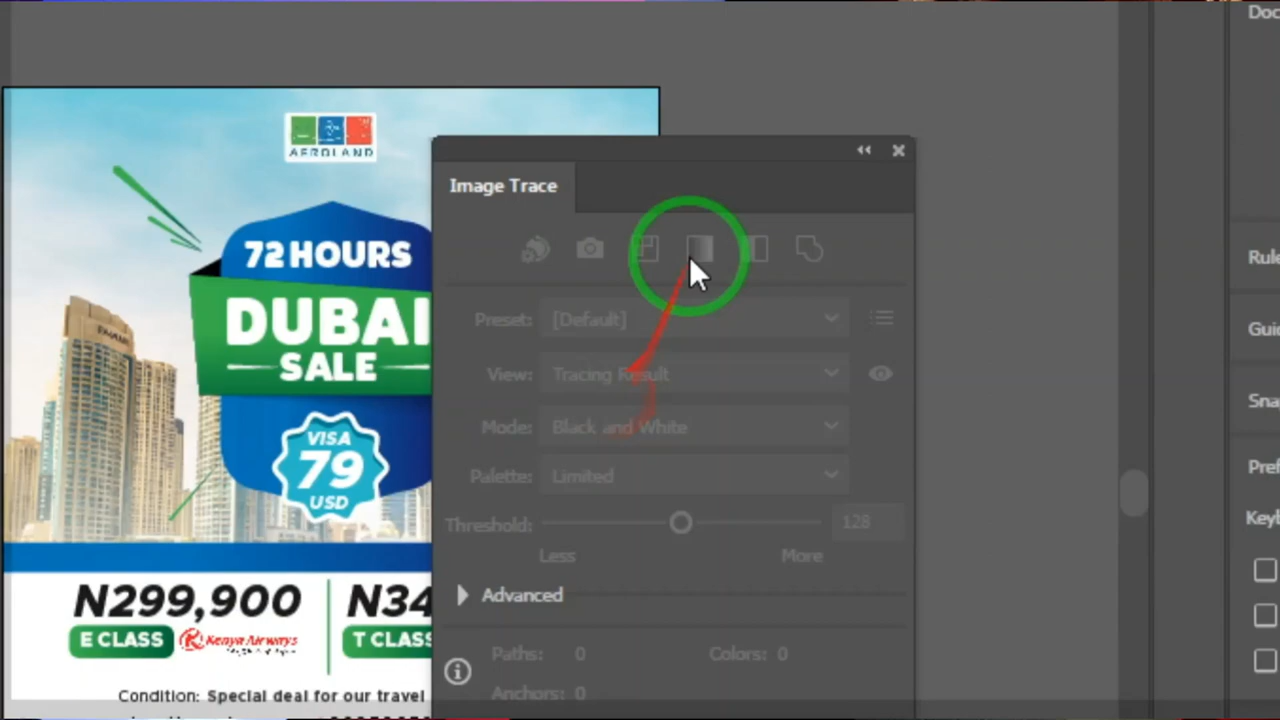 Doc
AEROLAND
Image Trace
72 HOURS
DUBAI
SALE
Rule
Preset: [Default]
Guid
View: Tracing Result
Sna
Mode: Black and White
VISA
79
USD
Palette: Limited
Pref
Threshold: 128
Keyb
Less More
Advanced
N299,900 N34
E CLASS Kenya Airways T CLASS
Paths: 0 Colors: 0
Anchors: 0
Condition: Special deal for our travel